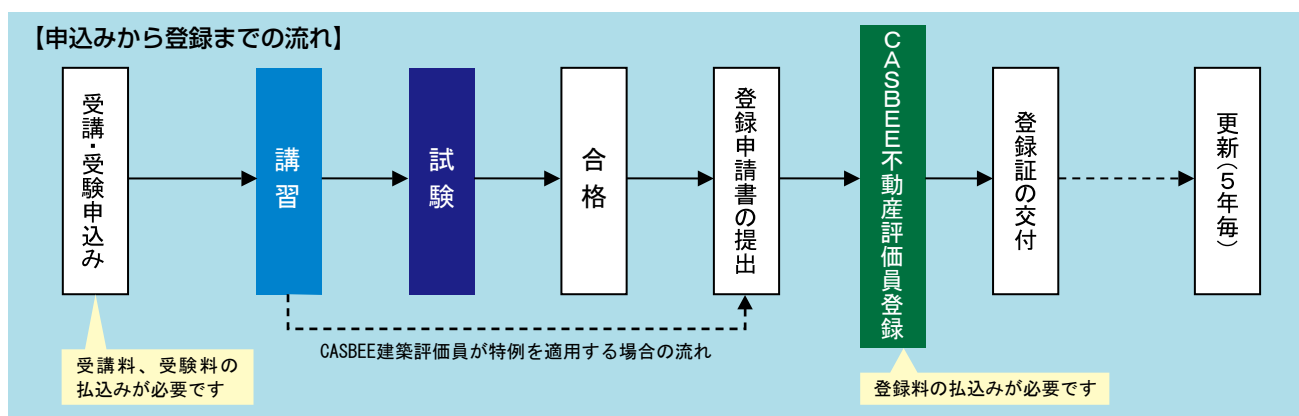 【申込みから登録までの流れ】
受講・受験申込み
講習
試験
合格
登録申請書の提出
CASBEE不動産評価員登録
登録証の交付
更新(5年毎)
CASBEE建築評価員が特例を適用する場合の流れ
受講料、受験料の
払込みが必要です
登録料の払込みが必要です